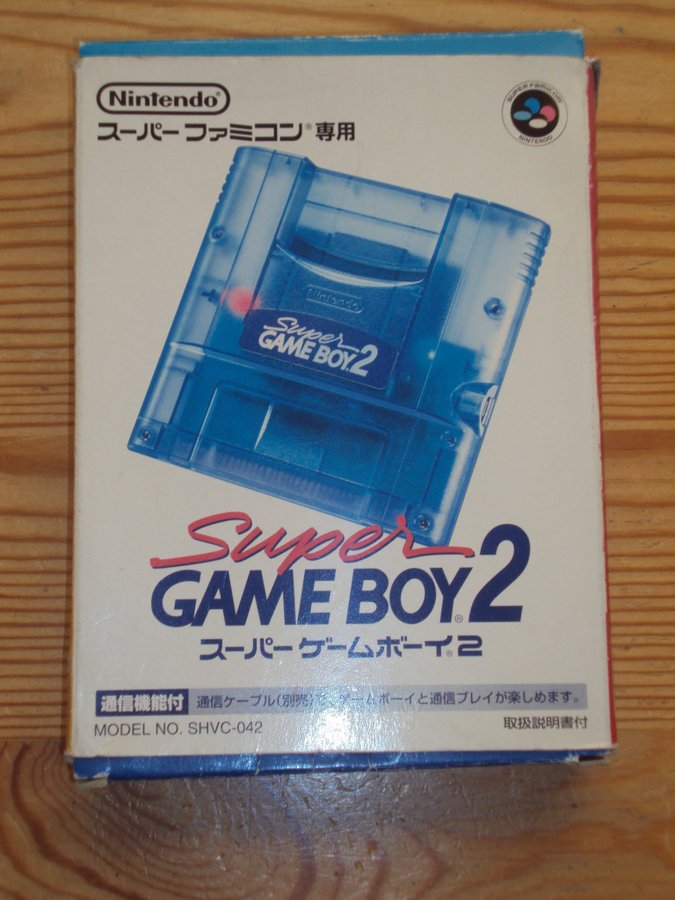 Nintendo®
スーパーファミコン®専用
SUPER FAMICOM
NINTENDO
Nintendo
Super
GAME BOY.2
Super
GAME BOY®2
スーパーゲームボーイ®2
通信機能付 通信ケーブル(別売)で、ゲームボーイと通信プレイが楽しめます。
MODEL NO. SHVC-042 取扱説明書付